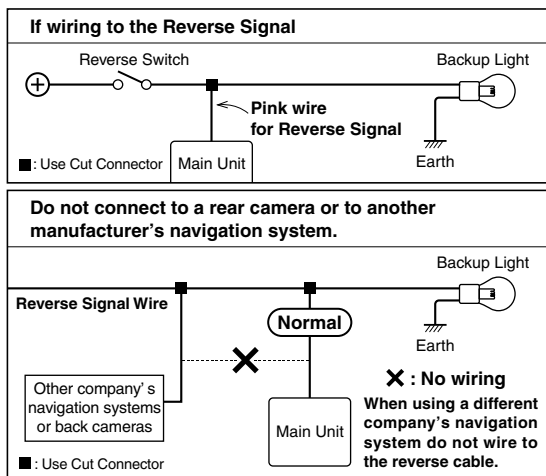 If wiring to the Reverse Signal
Reverse Switch
Backup Light
Pink wire
for Reverse Signal
■: Use Cut Connector
Main Unit
Earth
Do not connect to a rear camera or to another
manufacturer's navigation system.
Backup Light
Reverse Signal Wire
Normal
Earth
Other company's
navigation systems
or back cameras
Main Unit
✕ : No wiring
When using a different
company's navigation
system do not wire to
the reverse cable.
■ : Use Cut Connector